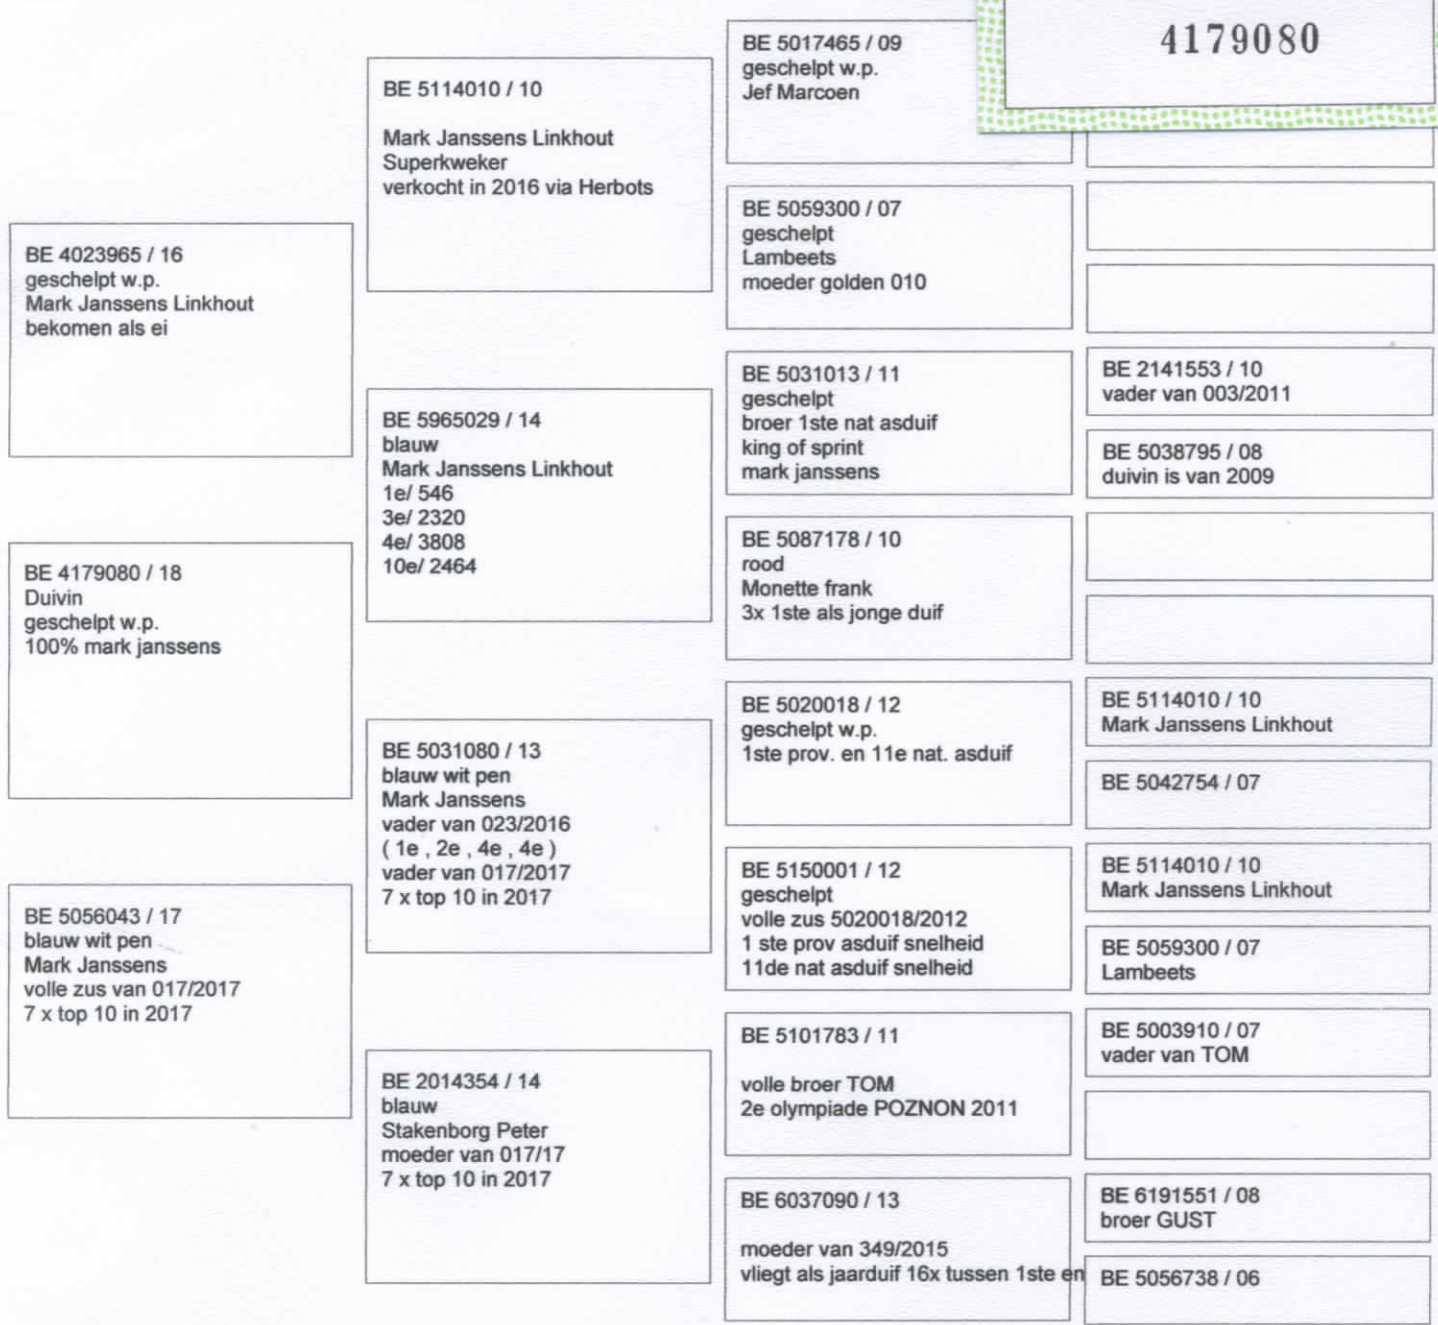 4179080
BE 4023965 / 16
geschelpt w.p.
Mark Janssens Linkhout
bekomen als ei
BE 4179080 / 18
Duivin
geschelpt w.p.
100% mark janssens
BE 5056043 / 17
blauw wit pen
Mark Janssens
volle zus van 017/2017
7 x top 10 in 2017
BE 5114010 / 10
Mark Janssens Linkhout
Superkweker
verkocht in 2016 via Herbots
BE 5965029 / 14
blauw
Mark Janssens Linkhout
1e/ 546
3e/ 2320
4e/ 3808
10e/ 2464
BE 5031080 / 13
blauw wit pen
Mark Janssens
vader van 023/2016
( 1e , 2e , 4e , 4e )
vader van 017/2017
7 x top 10 in 2017
BE 2014354 / 14
blauw
Stakenborg Peter
moeder van 017/17
7 x top 10 in 2017
BE 5017465 / 09
geschelpt w.p.
Jef Marcoen
BE 5059300 / 07
geschelpt
Lambeets
moeder golden 010
BE 5031013 / 11
geschelpt
broer 1ste nat asduif
king of sprint
mark janssens
BE 5087178 / 10
rood
Monette frank
3x 1ste als jonge duif
BE 5020018 / 12
geschelpt w.p.
1ste prov. en 11e nat. asduif
BE 5150001 / 12
geschelpt
volle zus 5020018/2012
1 ste prov asduif snelheid
11de nat asduif snelheid
BE 5101783 / 11
volle broer TOM
2e olympiade POZNON 2011
BE 6037090 / 13
moeder van 349/2015
vliegt als jaarduif 16x tussen 1ste en
BE 2141553 / 10
vader van 003/2011
BE 5038795 / 08
duivin is van 2009
BE 5114010 / 10
Mark Janssens Linkhout
BE 5042754 / 07
BE 5114010 / 10
Mark Janssens Linkhout
BE 5059300 / 07
Lambeets
BE 5003910 / 07
vader van TOM
BE 6191551 / 08
broer GUST
BE 5056738 / 06